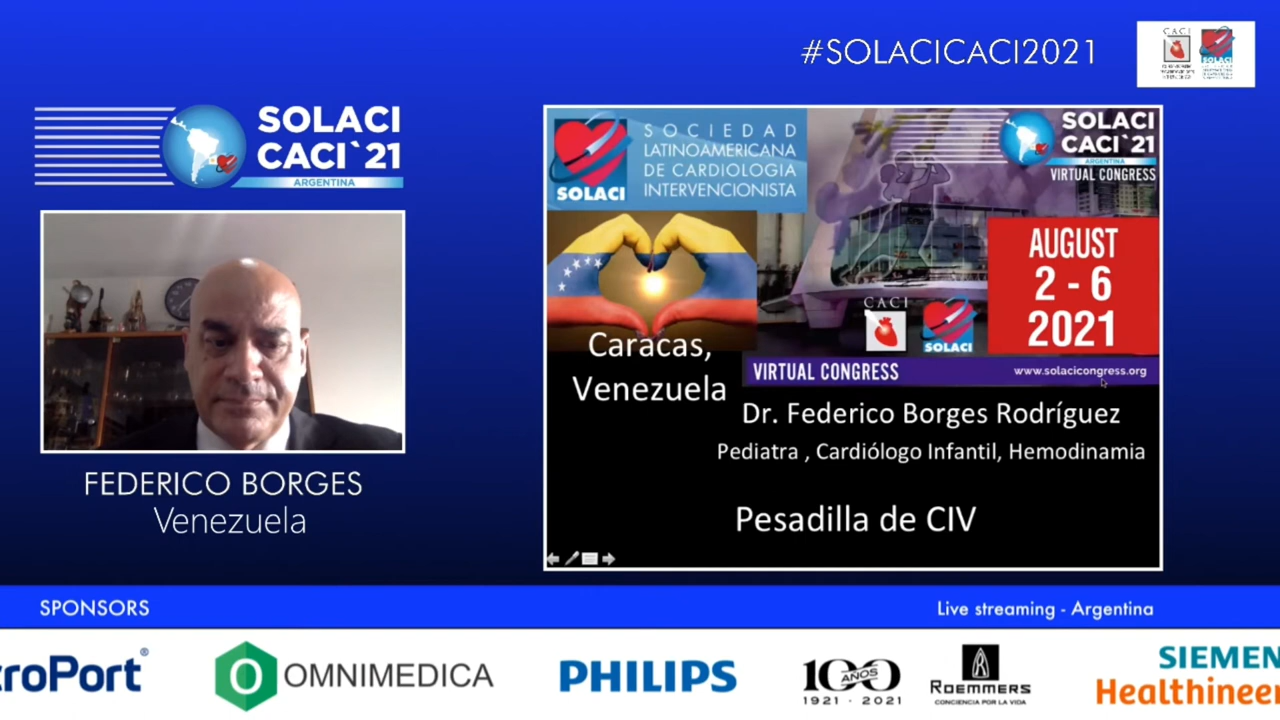 #SOLACICACI2021
CACI
SOLACI
SOLACI
CACI`21
ARGENTINA
FEDERICO BORGES
Venezuela
SOCIEDAD
LATINOAMERICANA
DE CARDIOLOGIA
INTERVENCIONISTA
SOLACI
SOLACI
CACI`21
ARGENTINA
VIRTUAL CONGRESS
AUGUST
2 - 6
2021
CACI
SOLACI
VIRTUAL CONGRESS
www.solacicongress.org
Caracas,
Venezuela
Dr. Federico Borges Rodríguez
Pediatra , Cardiólogo Infantil, Hemodinamia
Pesadilla de CIV
SPONSORS
Live streaming - Argentina
roPort®
OMNIMEDICA
PHILIPS
100
AÑOS
1921 · 2021
ROEMMERS
CONCIENCIA POR LA VIDA
SIEMEN
Healthineer